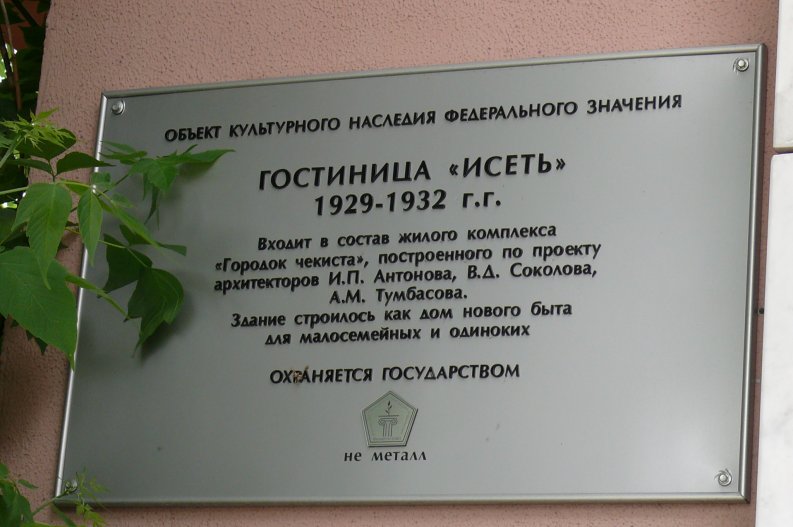 ОБЪЕКТ КУЛЬТУРНОГО НАСЛЕДИЯ ФЕДЕРАЛЬНОГО ЗНАЧЕНИЯ
ГОСТИНИЦА «ИСЕТЬ»
1929-1932 г.г.
Входит в состав жилого комплекса
«Городок чекиста», построенного по проекту
архитекторов И.П. Антонова, В.Д. Соколова,
А.М. Тумбасова.
Здание строилось как дом нового быта
для малосемейных и одиноких
ОХРАНЯЕТСЯ ГОСУДАРСТВОМ
не металл